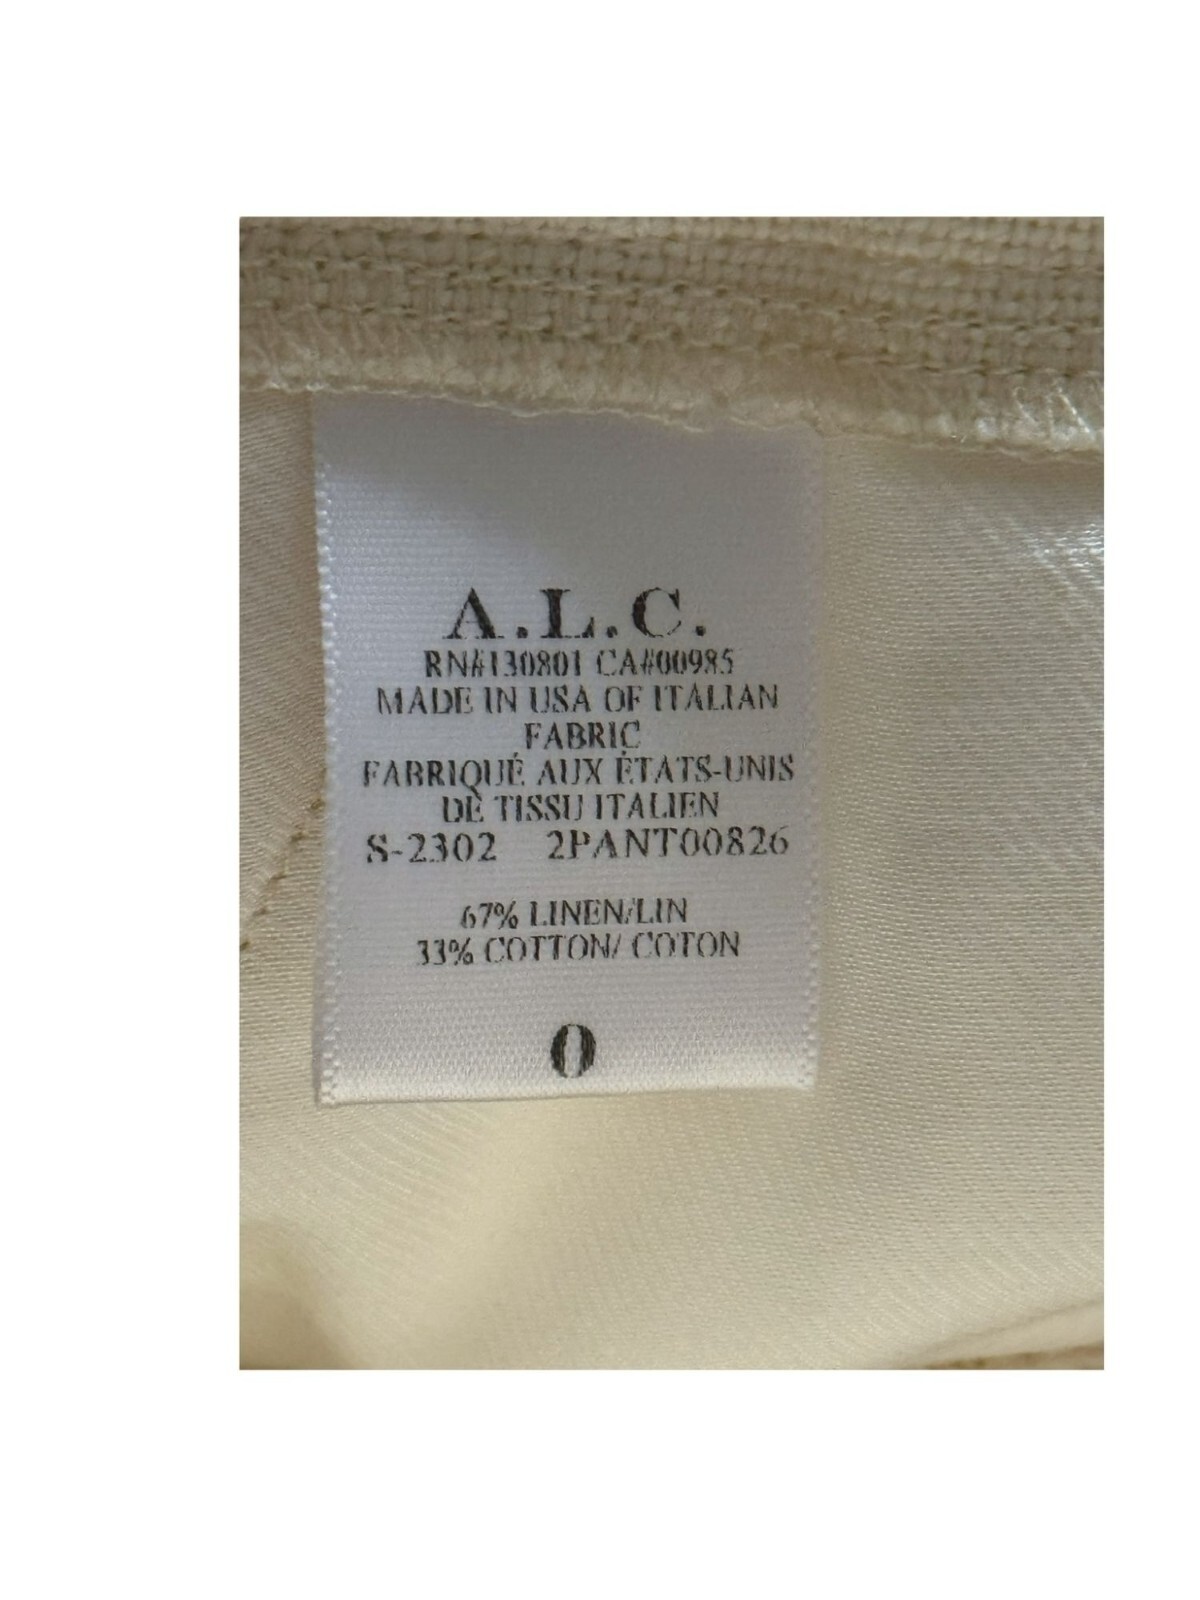 A.L.C.
RN#130801 CA#00985
MADE IN USA OF ITALIAN
FABRIC
FABRIQUÉ AUX ÉTATS-UNIS
DE TISSU ITALIEN
S-2302 2PANT00826
67% LINEN/LIN
33% COTTON/ COTON
0